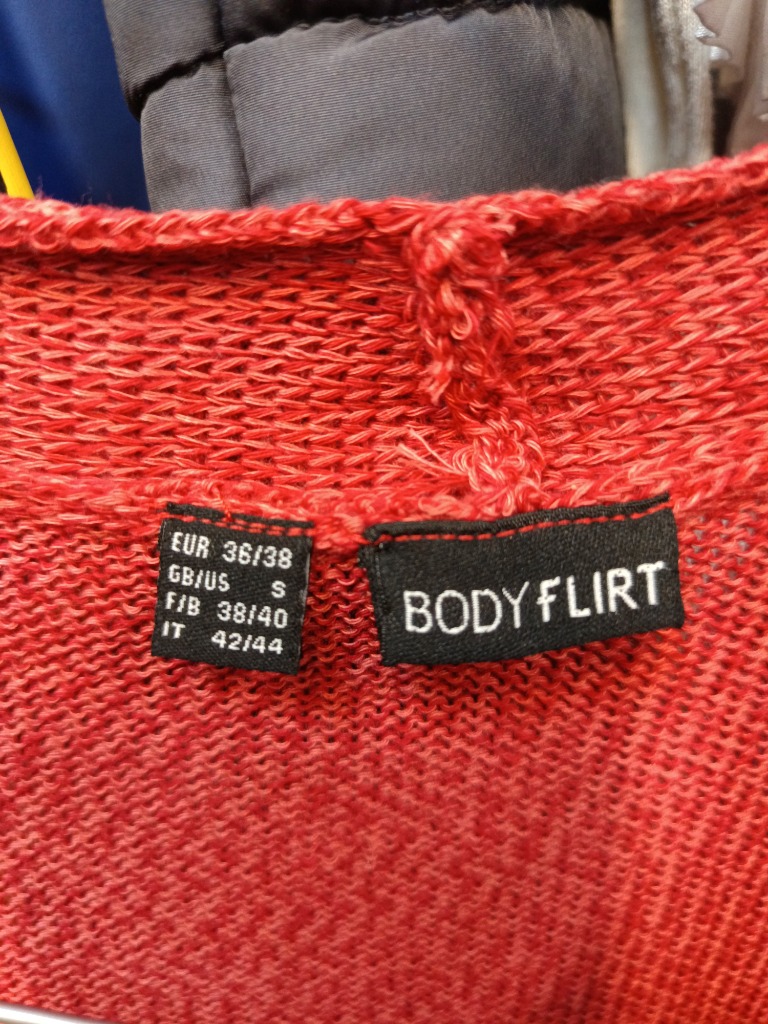 EUR 36/38
GB/US S
F/B 38/40
IT 42/44
BODYFLIRT